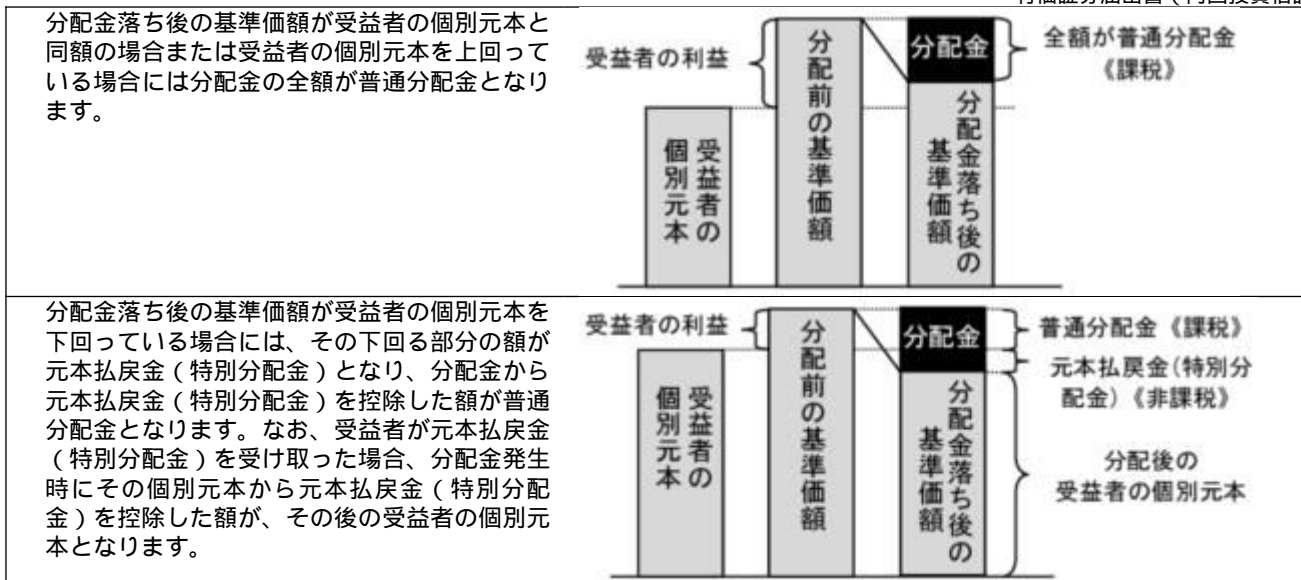 分配金落ち後の基準価額が受益者の個別元本と
同額の場合または受益者の個別元本を上回って
いる場合には分配金の全額が普通分配金となり
ます。
受益者の利益
分配前の基準価額
分配金
全額が普通分配金
《課税》
受益者の
個別元本
分配金落ち後の
基準価額
分配金落ち後の基準価額が受益者の個別元本を
下回っている場合には、その下回る部分の額が
元本払戻金(特別分配金)となり、分配金から
元本払戻金(特別分配金)を控除した額が普通
分配金となります。なお、受益者が元本払戻金
(特別分配金)を受け取った場合、分配金発生
時にその個別元本から元本払戻金(特別分配
金)を控除した額が、その後の受益者の個別元
本となります。
受益者の利益
分配前の基準価額
分配金
普通分配金《課税》
元本払戻金(特別分
配金)《非課税》
受益者の
個別元本
分配金落ち後の
基準価額
分配後の
受益者の個別元本